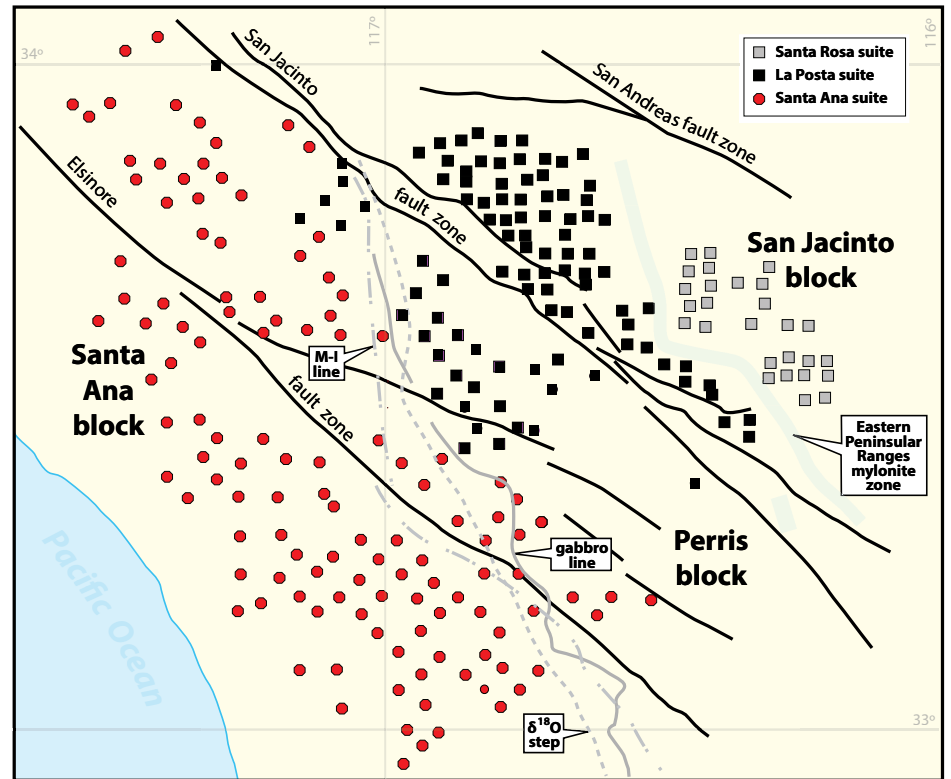 117°
116°
34°
San Jacinto
San Andreas fault zone
Santa Rosa suite
La Posta suite
Santa Ana suite
Elsinore
fault zone
San Jacinto
block
Santa
Ana
block
M-I
line
fault zone
Eastern
Peninsular
Ranges
mylonite
zone
gabbro
line
Perris
block
Pacific Ocean
δ¹⁸O
step
33°